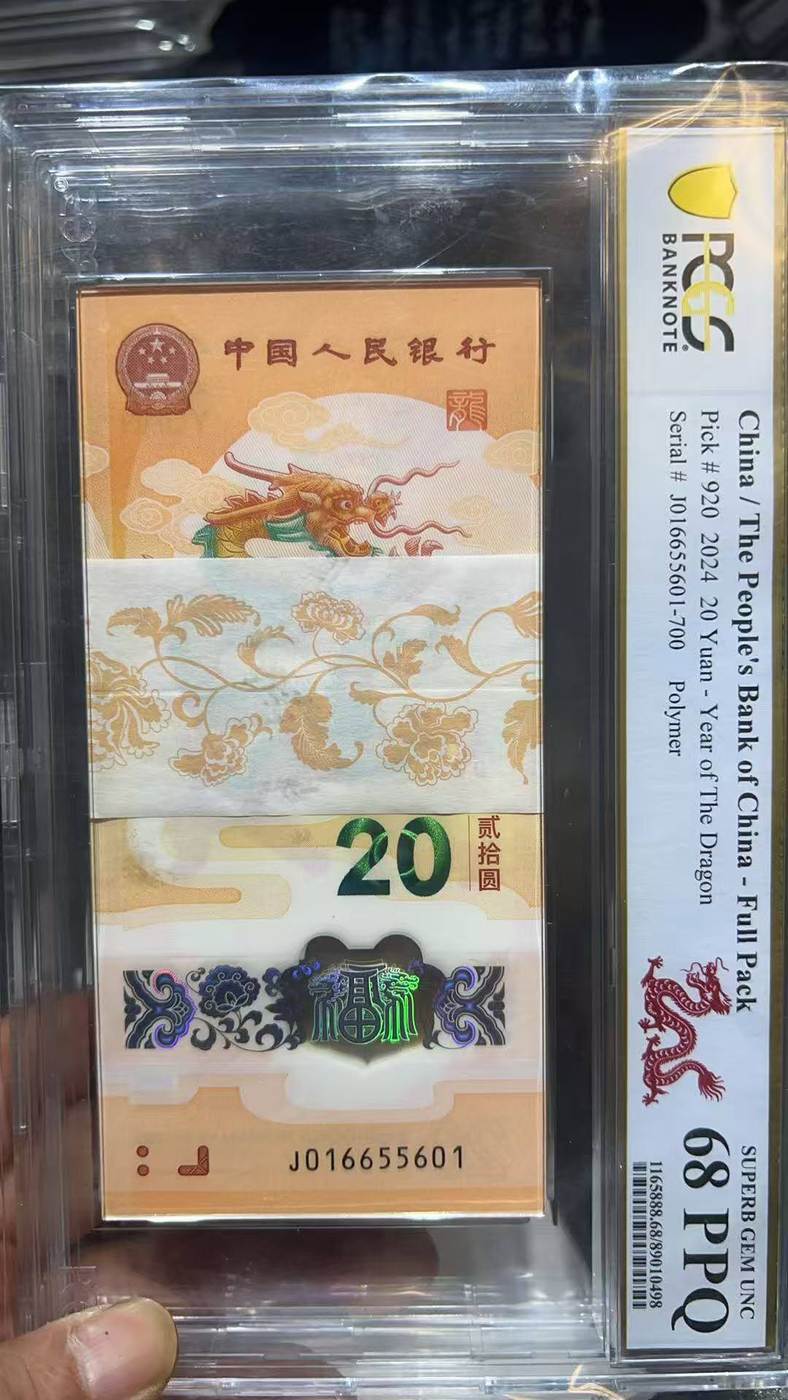 中国人民银行
龍
20
贰拾圆
福
J016655601
PCGS
BANKNOTE
China / The People's Bank of China - Full Pack
Pick # 920 2024 20 Yuan - Year of The Dragon
Serial # J016655601-700 Polymer
SUPERB GEM UNC
68 PPQ
1165888.68/89010498